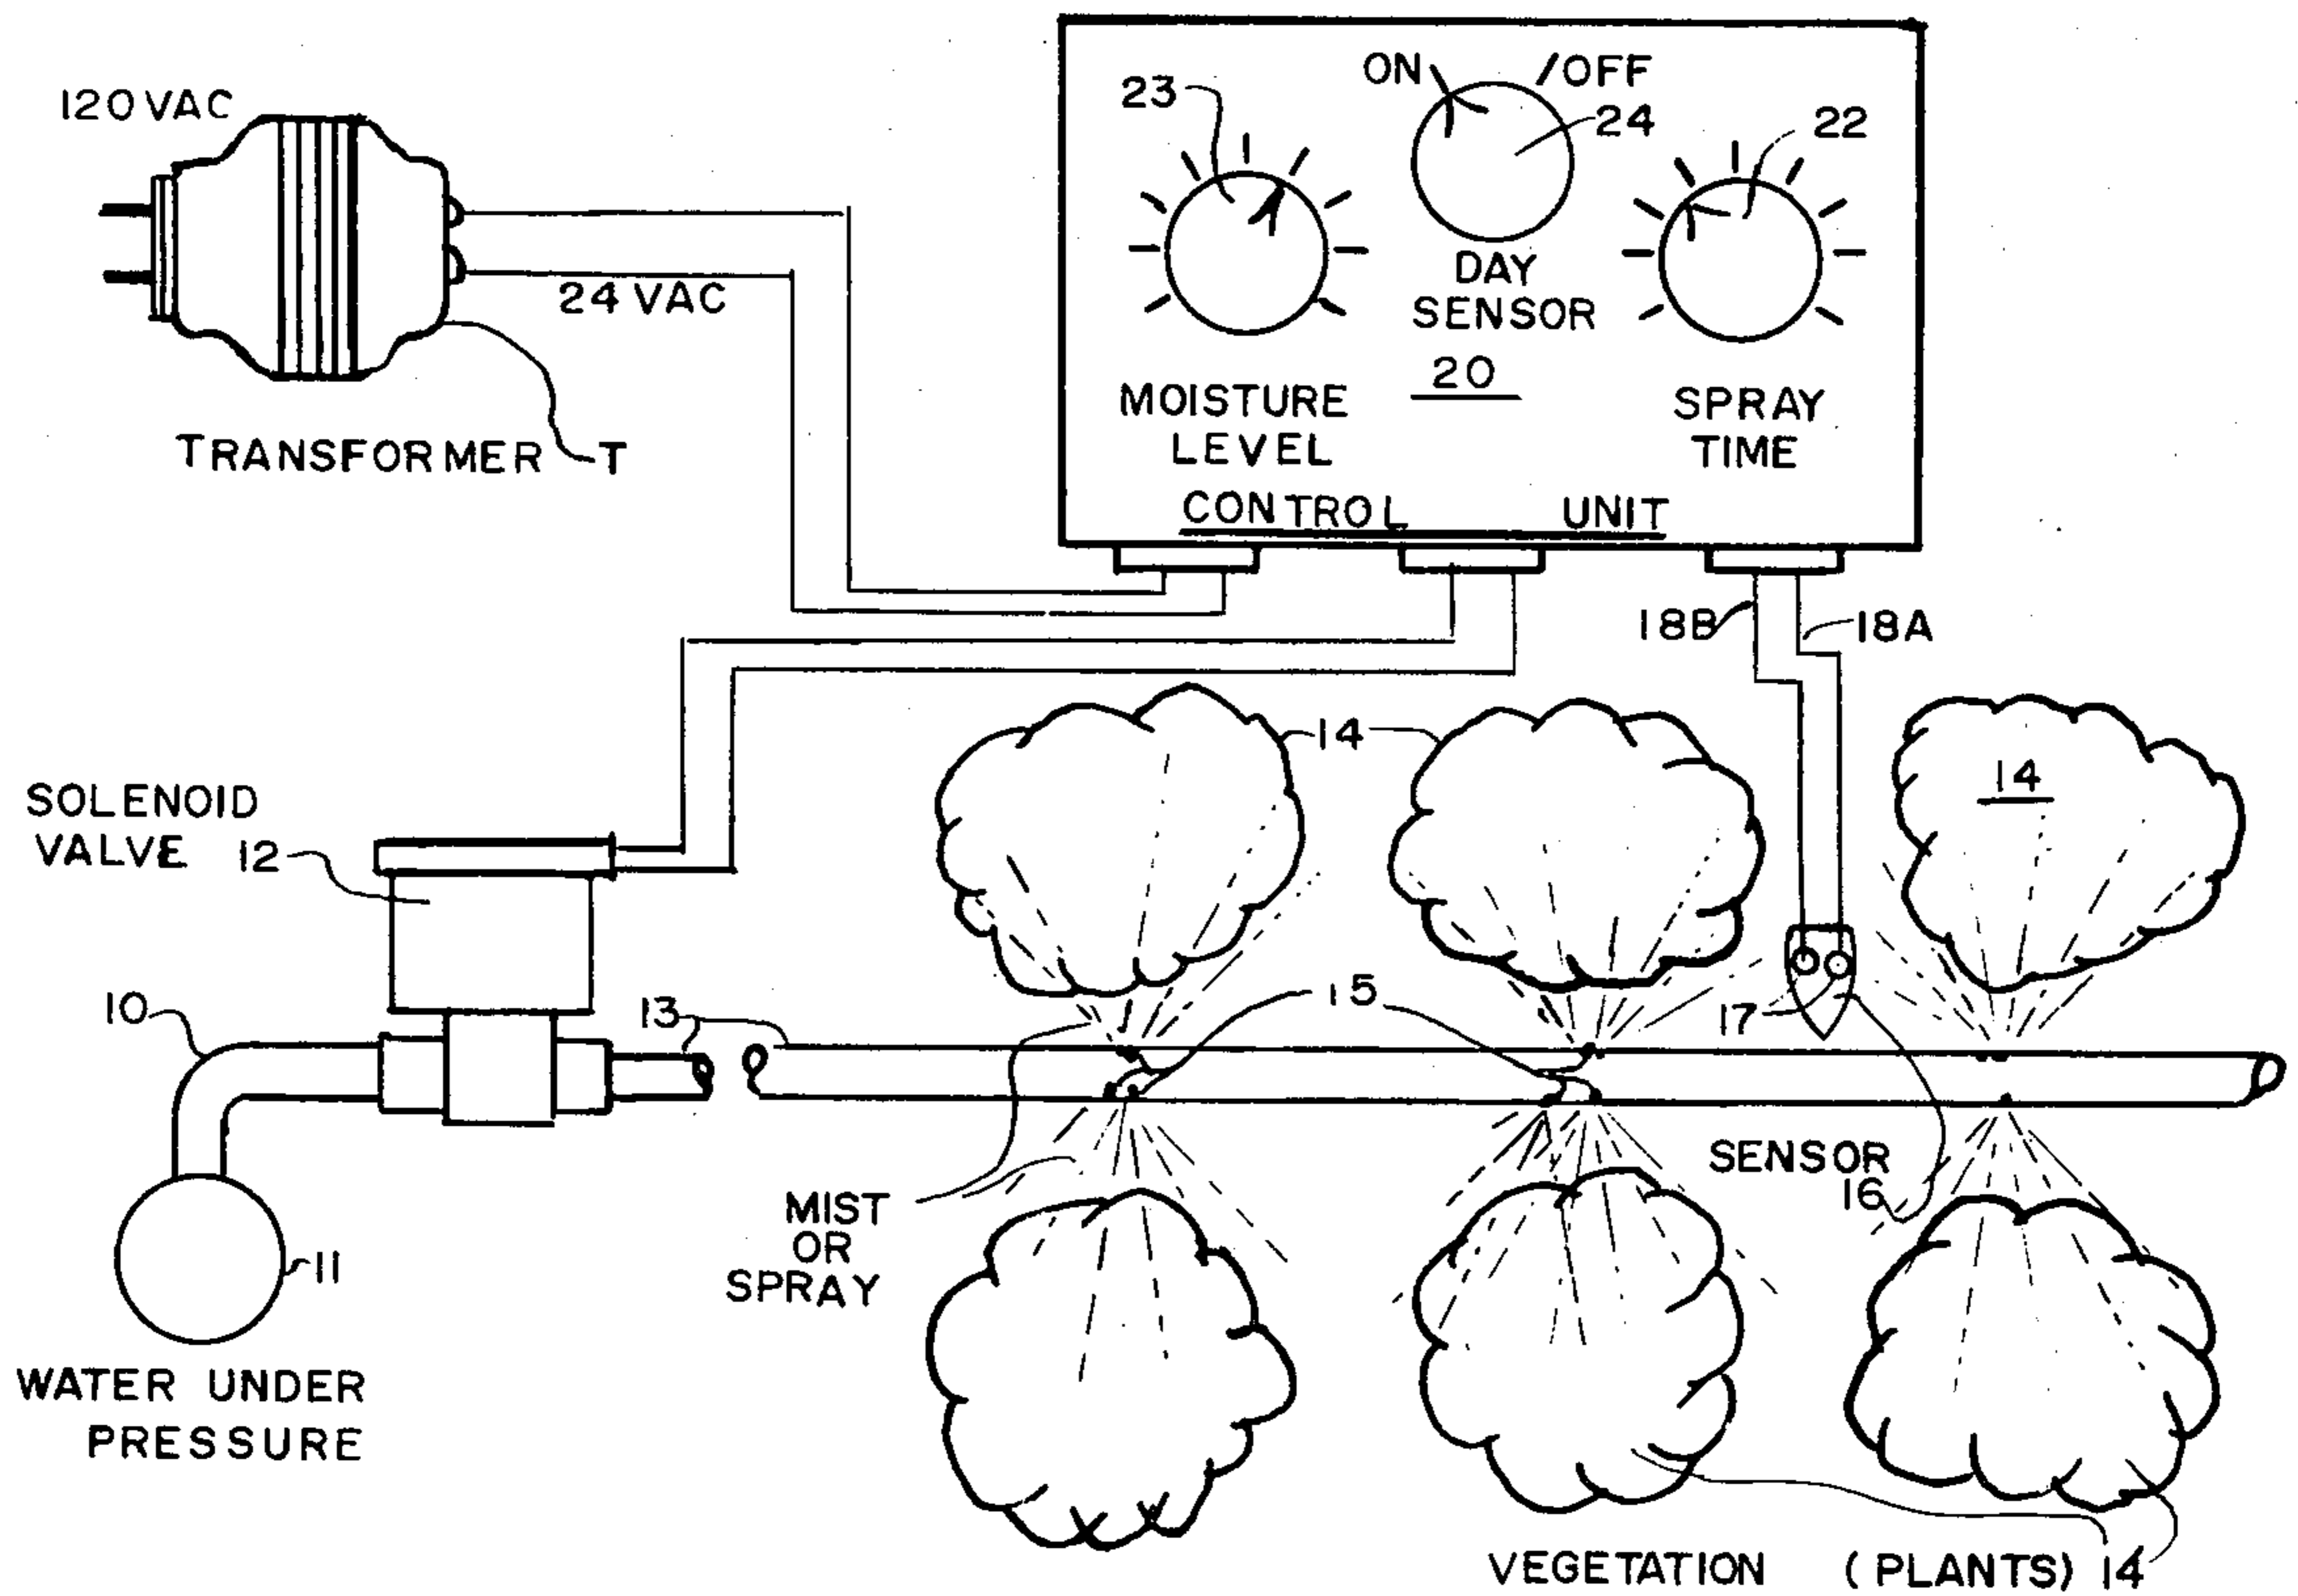 120 VAC
24 VAC
TRANSFORMER T
ON /OFF
23
24
22
DAY
SENSOR
20
MOISTURE
LEVEL
SPRAY
TIME
CONTROL UNIT
18B
18A
14
14
SOLENOID
VALVE 12
10
13
15
17
11
MIST
OR
SPRAY
SENSOR
16
WATER UNDER
PRESSURE
VEGETATION (PLANTS) 14